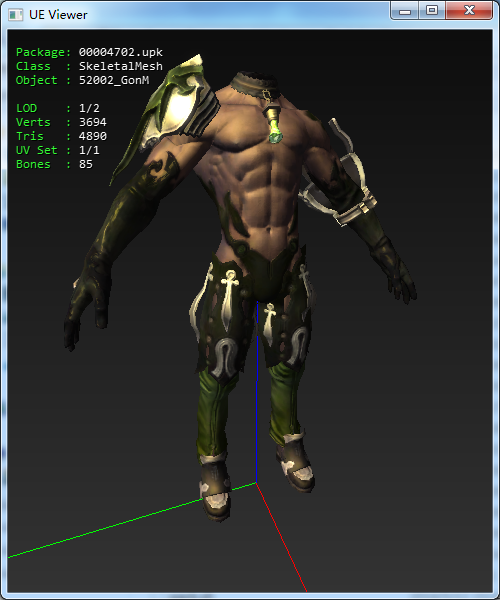 UE Viewer
Package: 00004702.upk
Class : SkeletalMesh
Object : 52002_GonM
LOD : 1/2
Verts : 3694
Tris : 4890
UV Set : 1/1
Bones : 85